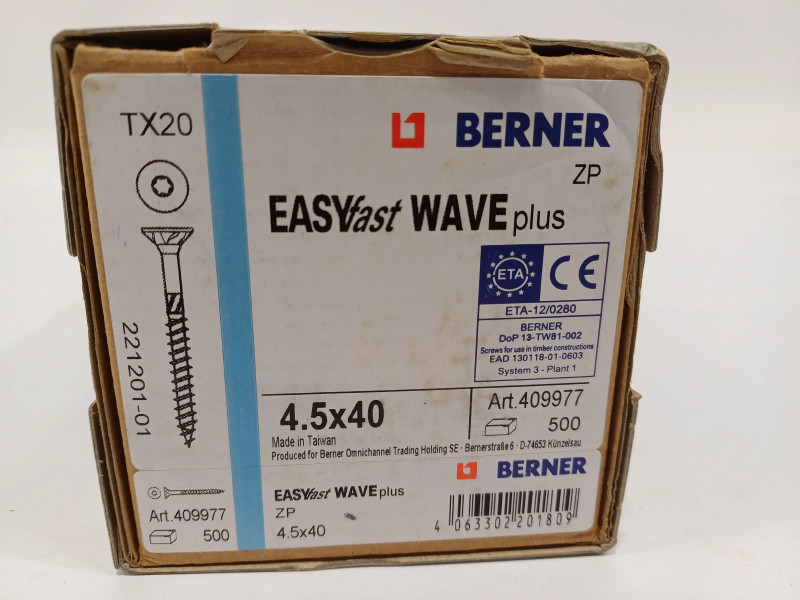 TX20
BERNER
ZP
EASYfast WAVE plus
ETA
CE
ETA-12/0280
BERNER
DoP 13-TW81-002
Screws for use in timber constructions
EAD 130118-01-0603
System 3 - Plant 1
221201-01
4.5x40
Art.409977
500
Made in Taiwan
Produced for Berner Omnichannel Trading Holding SE · Bernerstraße 6 · D-74653 Künzelsau
BERNER
EASYfast WAVE plus
ZP
4.5x40
Art.409977
500
4 063302 201809